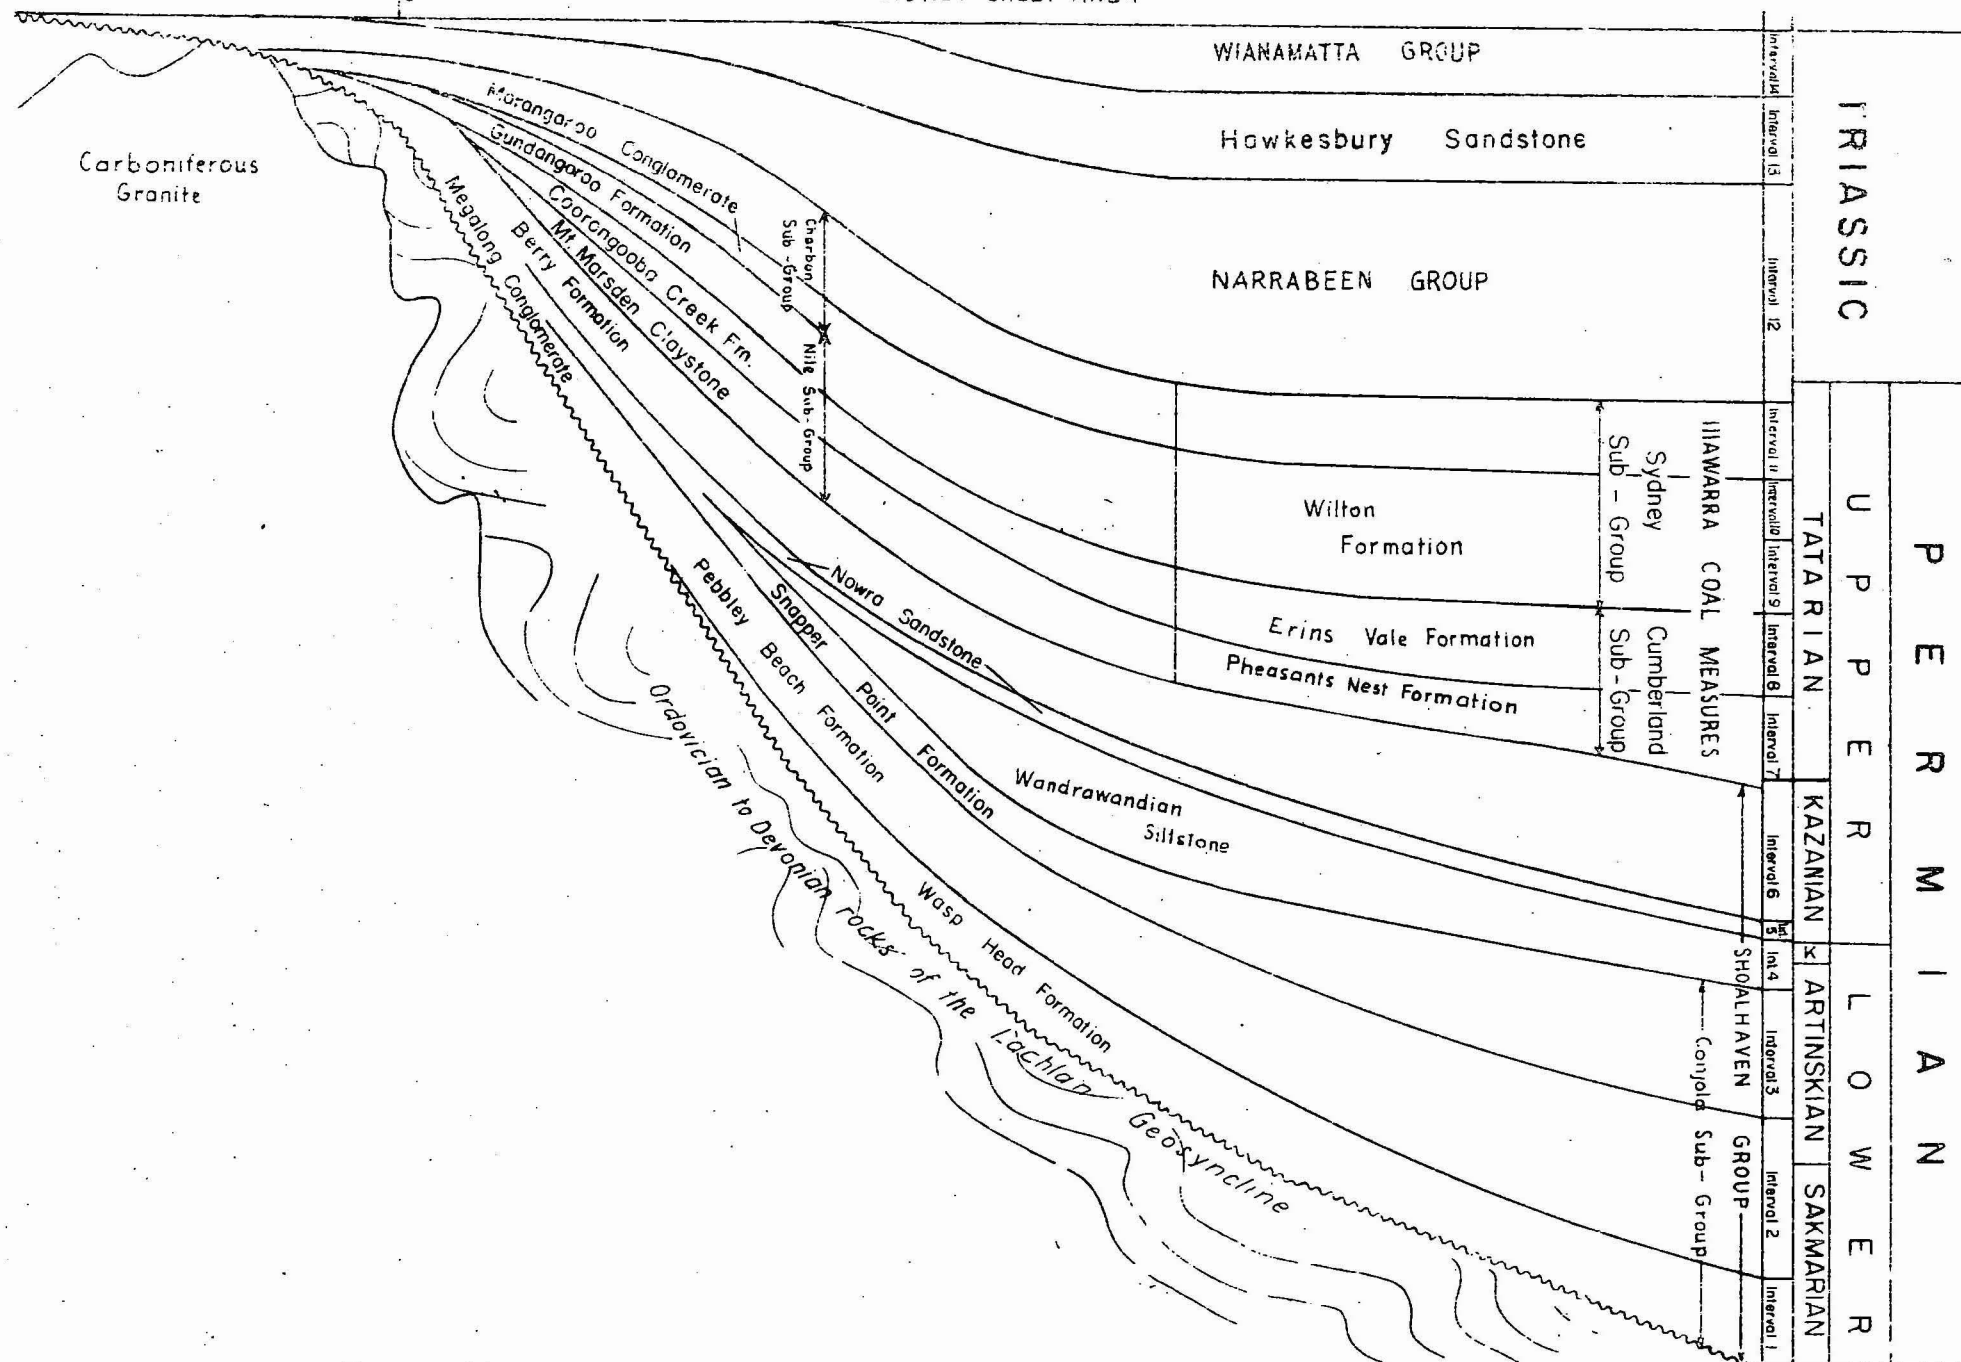 WIANAMATTA GROUP
Hawkesbury Sandstone
NARRABEEN GROUP
Carboniferous
Granite
Marangaroo Conglomerate
Gundangaroo Formation
Coorongooba Creek Fm.
Mt. Marsden Claystone
Berry Formation
Megalong Conglomerate
Charbon
Sub-Group
Nile Sub-Group
Wilton
Formation
Erins Vale Formation
Pheasants Nest Formation
Sydney
Sub-Group
Cumberland
Sub-Group
ILLAWARRA COAL MEASURES
Nowra Sandstone
Snapper Point Formation
Pebbley Beach Formation
Wandrawandian
Siltstone
Wasp Head Formation
Ordovician to Devonian rocks of the Lachlan Geosyncline
SHOALHAVEN GROUP
Conjola Sub-Group
Interval 14
Interval 13
Interval 12
Interval 11
Interval 10
Interval 9
Interval 8
Interval 7
Interval 6
Int. 5
Int 4
Interval 3
Interval 2
Interval 1
TATARIAN
KAZANIAN
K
ARTINSKIAN
SAKMARIAN
TRIASSIC
UPPER
LOWER
PERMIAN